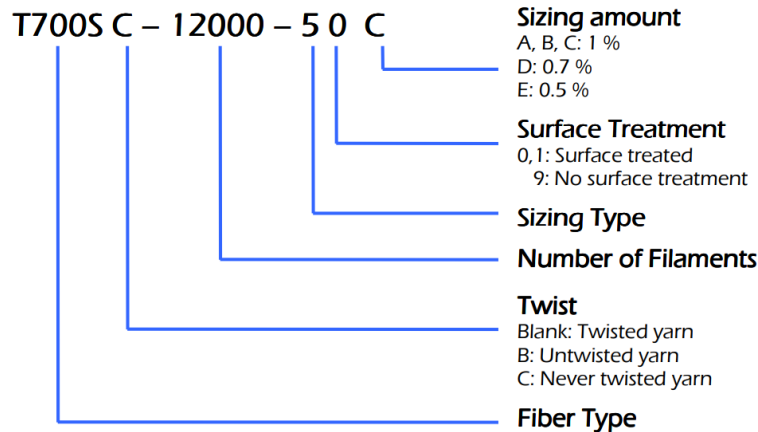 T700S C – 12000 – 5 0 C
Sizing amount
A, B, C: 1 %
D: 0.7 %
E: 0.5 %
Surface Treatment
0,1: Surface treated
9: No surface treatment
Sizing Type
Number of Filaments
Twist
Blank: Twisted yarn
B: Untwisted yarn
C: Never twisted yarn
Fiber Type